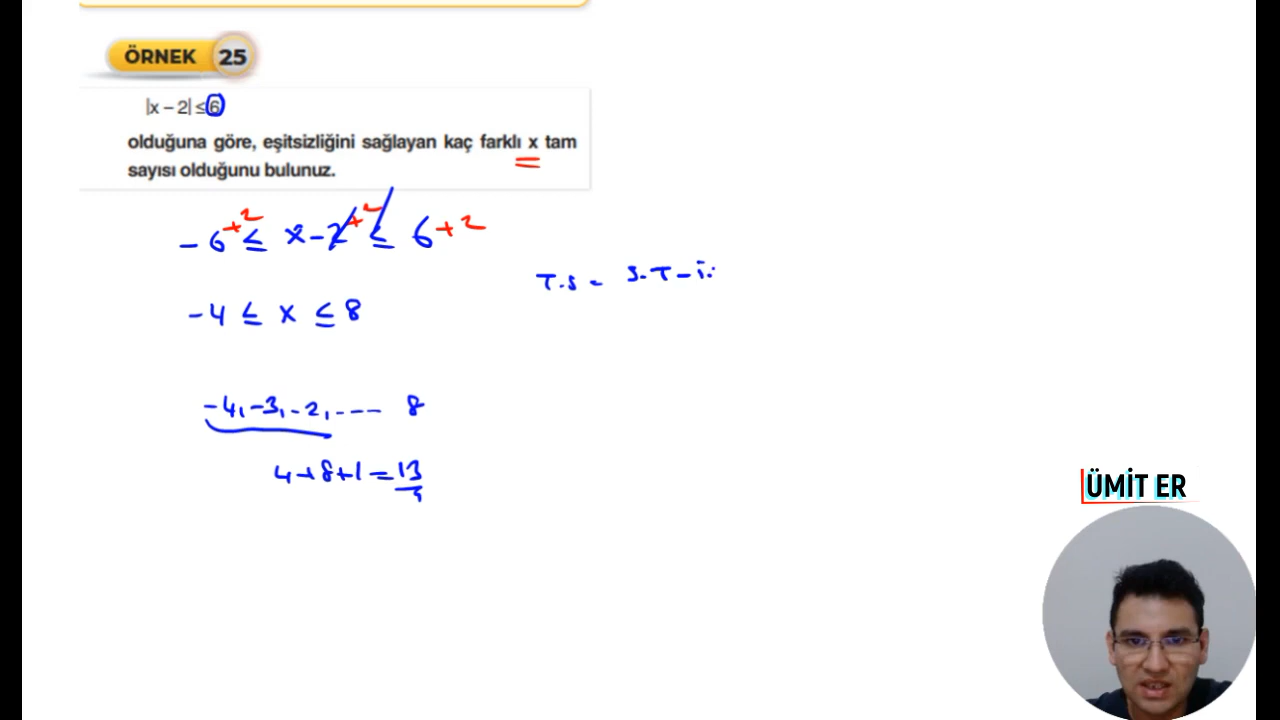 ÖRNEK 25
|x – 2| ≤ 6
olduğuna göre, eşitsizliğini sağlayan kaç farklı x tam
sayısı olduğunu bulunuz.
-6+2 ≤ x-2+2 ≤ 6+2
T.S = S.T-İ.
-4 ≤ x ≤ 8
-4, -3, -2, ---- 8
4+8+1=13
ÜMİT ER